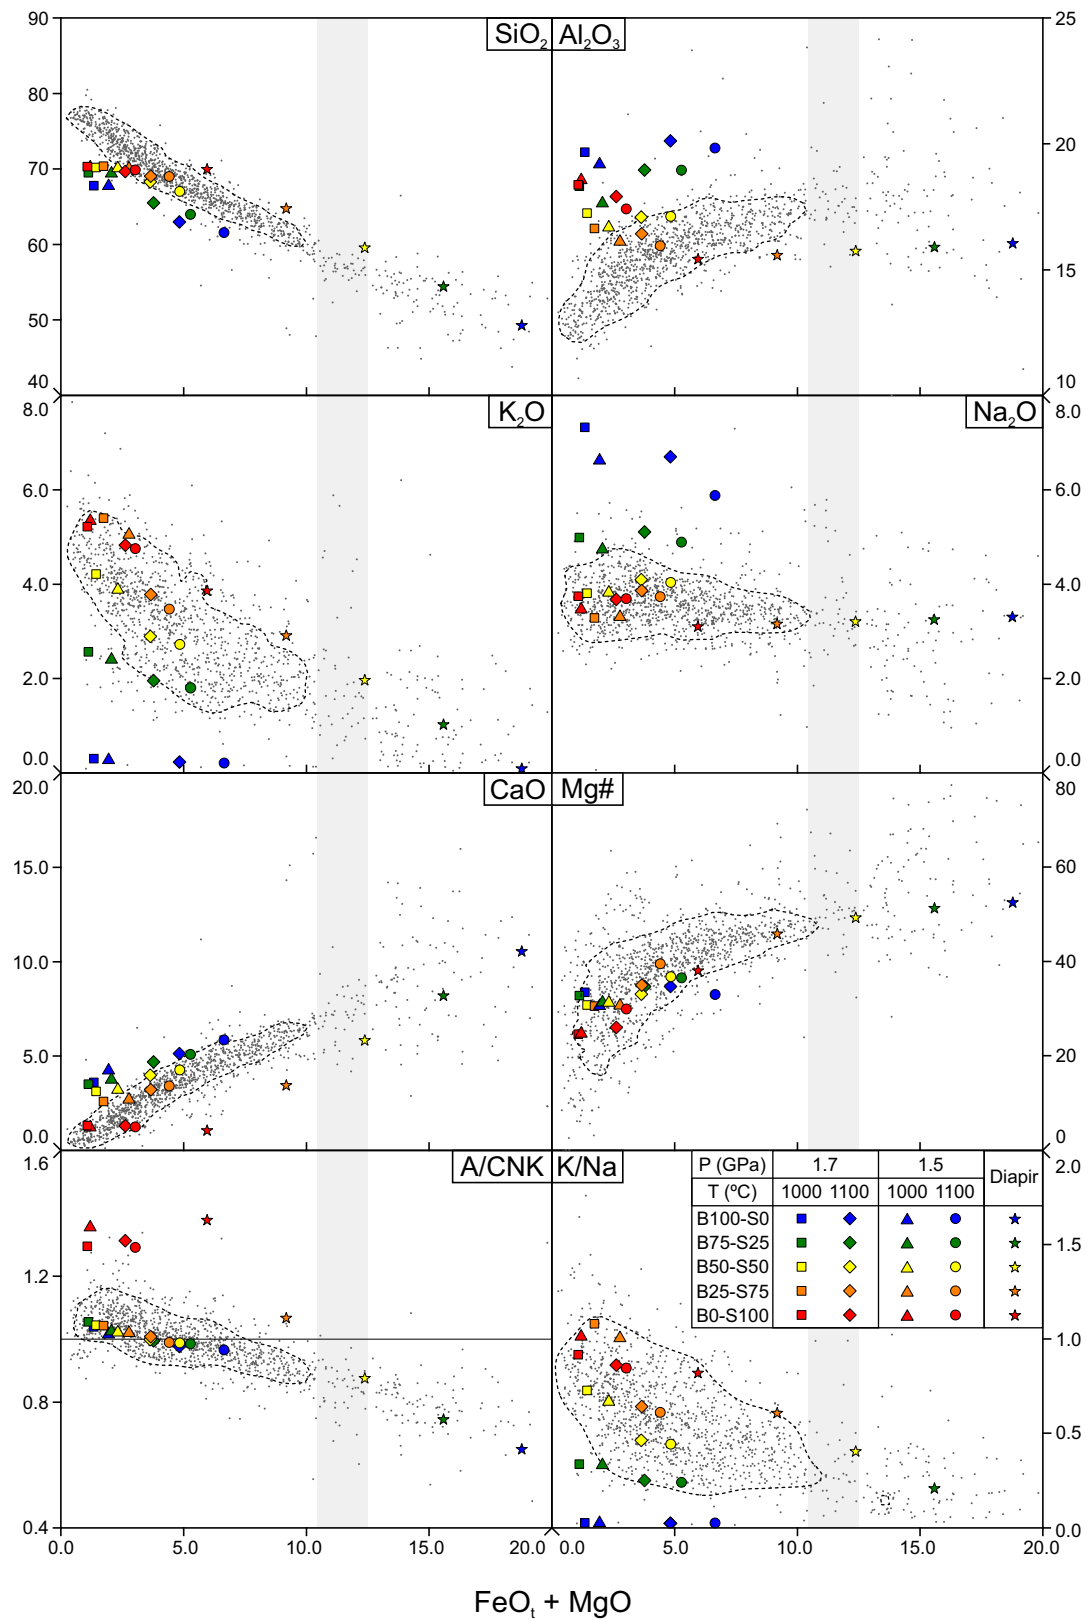 90
80
70
60
50
40
SiO₂
Al₂O₃
25
20
15
10
8.0
6.0
4.0
2.0
0.0
K₂O
Na₂O
8.0
6.0
4.0
2.0
0.0
20.0
15.0
10.0
5.0
0.0
CaO
Mg#
80
60
40
20
0
1.6
1.2
0.8
0.4
A/CNK
K/Na
2.0
1.5
1.0
0.5
0.0
P (GPa) 1.7 1.5 Diapir
T (ºC) 1000 1100 1000 1100
B100-S0
B75-S25
B50-S50
B25-S75
B0-S100
0.0 5.0 10.0 15.0 20.0 0.0 5.0 10.0 15.0 20.0
FeOₜ + MgO